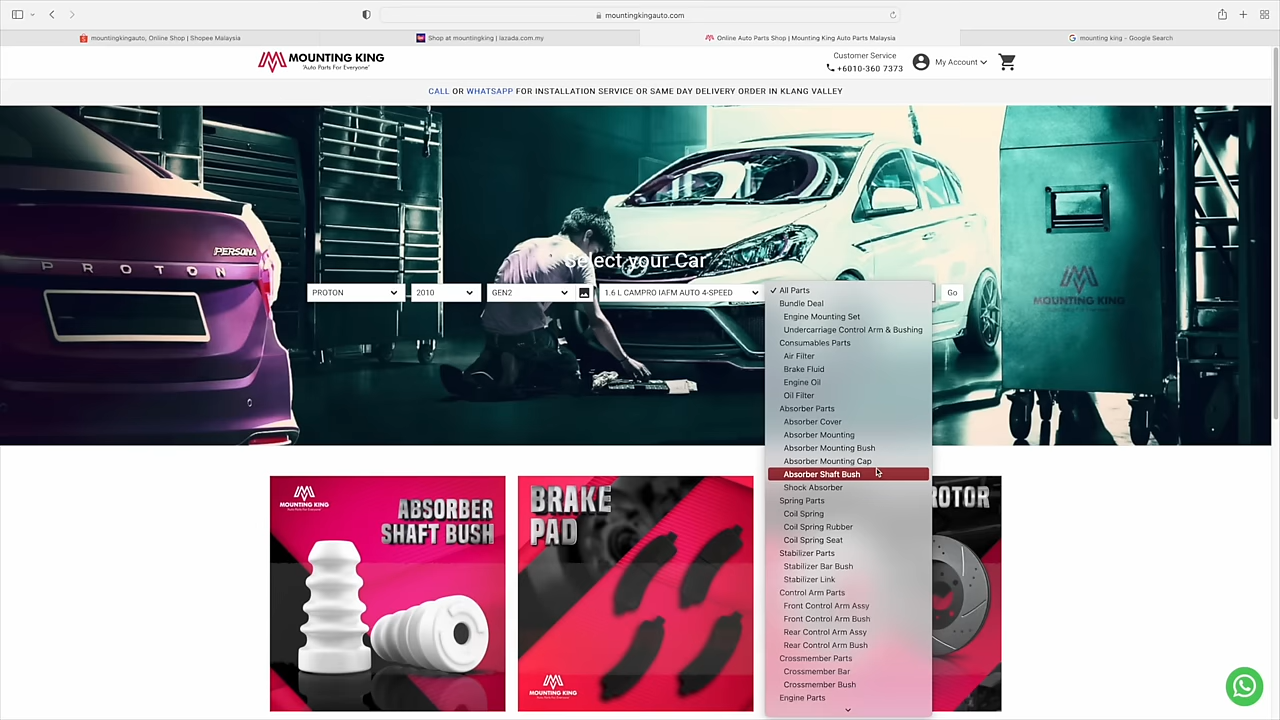 mountingkingauto.com
mountingkingauto, Online Shop | Shopee Malaysia
Shop at mountingking | lazada.com.my
Online Auto Parts Shop | Mounting King Auto Parts Malaysia
mounting king - Google Search
MOUNTING KING
"Auto Parts For Everyone"
Customer Service
+6010-360 7373
My Account
CALL OR WHATSAPP FOR INSTALLATION SERVICE OR SAME DAY DELIVERY ORDER IN KLANG VALLEY
PERSONA
PROTON
MOUNTING KING
Select your Car
PROTON
2010
GEN2
1.6 L CAMPRO IAFM AUTO 4-SPEED
Go
✓ All Parts
Bundle Deal
Engine Mounting Set
Undercarriage Control Arm & Bushing
Consumables Parts
Air Filter
Brake Fluid
Engine Oil
Oil Filter
Absorber Parts
Absorber Cover
Absorber Mounting
Absorber Mounting Bush
Absorber Mounting Cap
Absorber Shaft Bush
Shock Absorber
Spring Parts
Coil Spring
Coil Spring Rubber
Coil Spring Seat
Stabilizer Parts
Stabilizer Bar Bush
Stabilizer Link
Control Arm Parts
Front Control Arm Assy
Front Control Arm Bush
Rear Control Arm Assy
Rear Control Arm Bush
Crossmember Parts
Crossmember Bar
Crossmember Bush
Engine Parts
MOUNTING KING
ABSORBER
SHAFT BUSH
BRAKE
PAD
MOUNTING KING
ROTOR